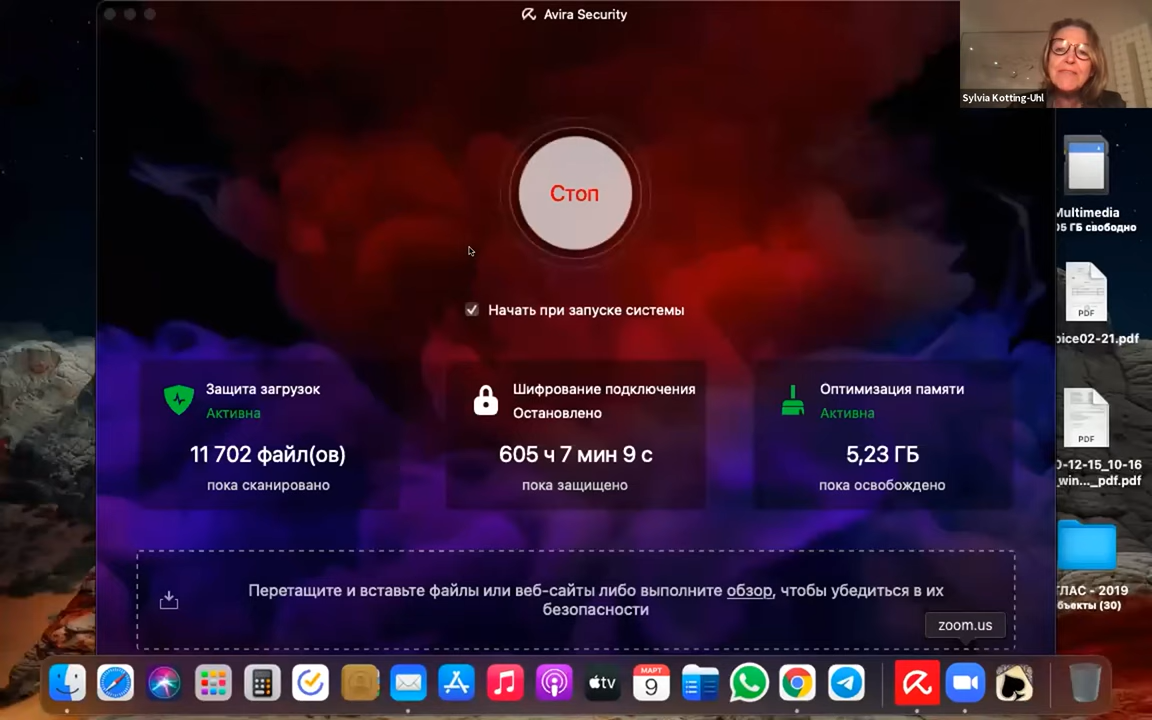 Avira Security
Sylvia Kotting-Uhl
Стоп
Multimedia
05 ГБ свободно
Начать при запуске системы
PDF
oice02-21.pdf
Защита загрузок
Активна
11 702 файл(ов)
пока сканировано
Шифрование подключения
Остановлено
605 ч 7 мин 9 с
пока защищено
Оптимизация памяти
Активна
5,23 ГБ
пока освобождено
PDF
0-12-15_10-16
_win..._pdf.pdf
Перетащите и вставьте файлы или веб-сайты либо выполните обзор, чтобы убедиться в их
безопасности
ЛАС - 2019
бъекты (30)
zoom.us
tv
МАРТ
9